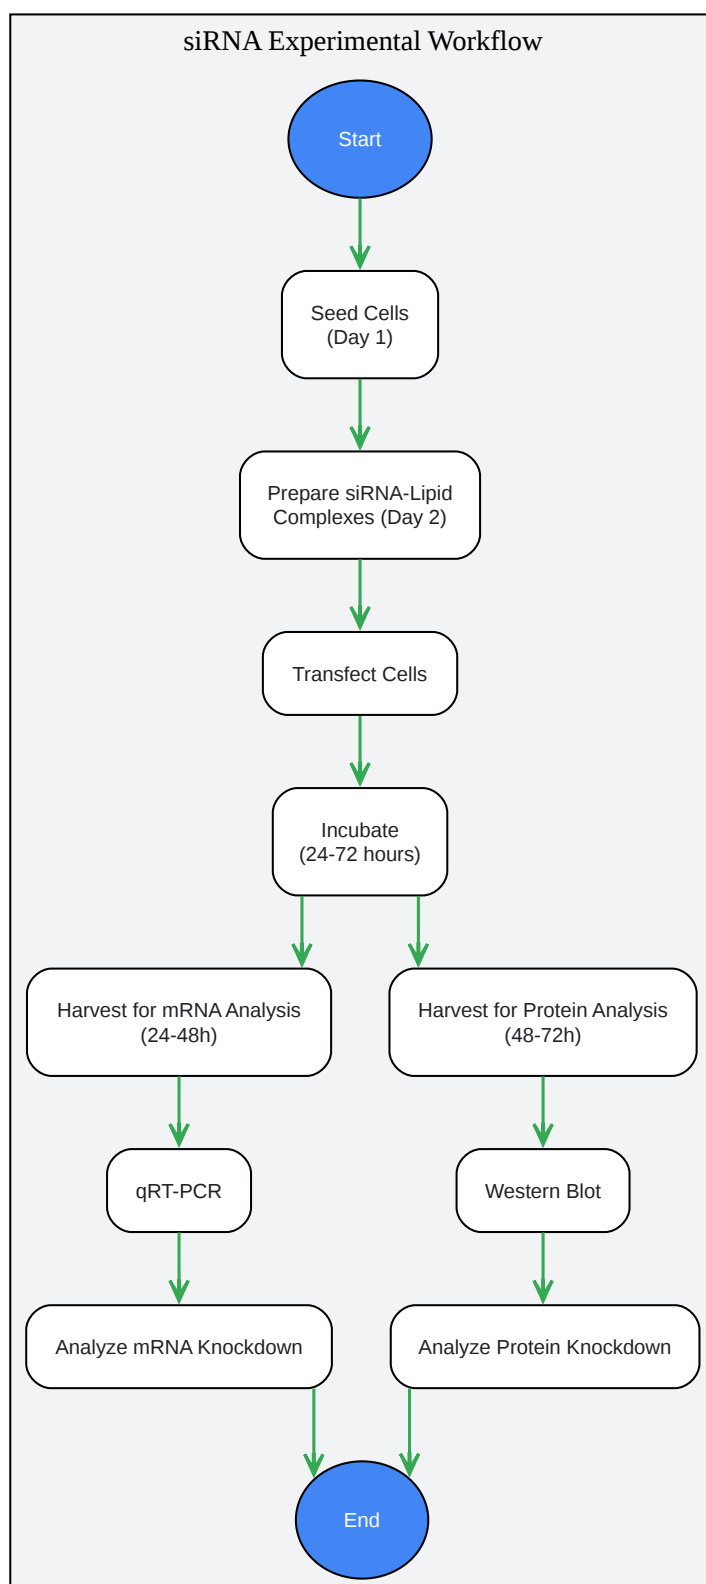 siRNA Experimental Workflow
Start
Seed Cells
(Day 1)
Prepare siRNA-Lipid
Complexes (Day 2)
Transfect Cells
Incubate
(24-72 hours)
Harvest for mRNA Analysis
(24-48h)
Harvest for Protein Analysis
(48-72h)
qRT-PCR
Western Blot
Analyze mRNA Knockdown
Analyze Protein Knockdown
End